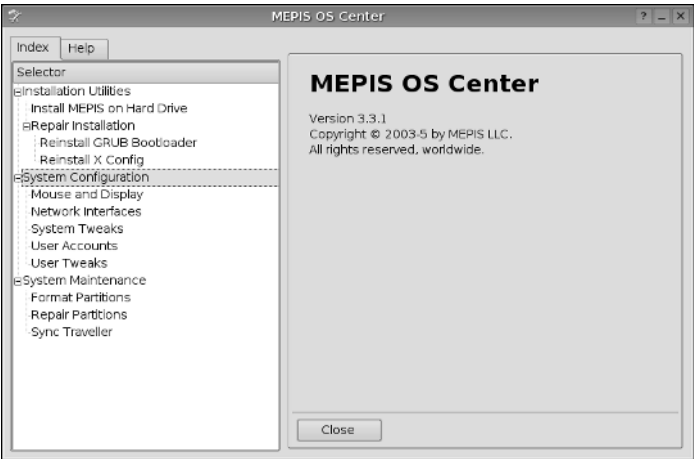 MEPIS OS Center
Index
Help
Selector
Installation Utilities
Install MEPIS on Hard Drive
Repair Installation
Reinstall GRUB Bootloader
Reinstall X Config
System Configuration
Mouse and Display
Network Interfaces
System Tweaks
User Accounts
User Tweaks
System Maintenance
Format Partitions
Repair Partitions
Sync Traveller
MEPIS OS Center
Version 3.3.1
Copyright © 2003-5 by MEPIS LLC.
All rights reserved, worldwide.
Close